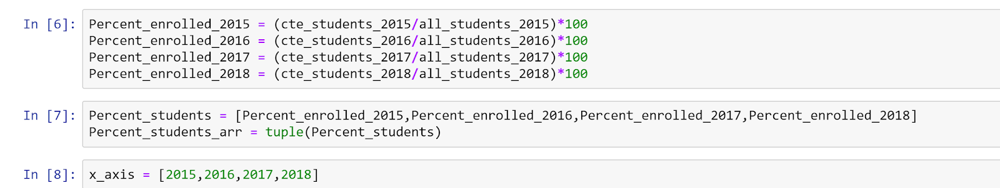 In [6]: Percent_enrolled_2015 = (cte_students_2015/all_students_2015)*100
Percent_enrolled_2016 = (cte_students_2016/all_students_2016)*100
Percent_enrolled_2017 = (cte_students_2017/all_students_2017)*100
Percent_enrolled_2018 = (cte_students_2018/all_students_2018)*100
In [7]: Percent_students = [Percent_enrolled_2015,Percent_enrolled_2016,Percent_enrolled_2017,Percent_enrolled_2018]
Percent_students_arr = tuple(Percent_students)
In [8]: x_axis = [2015,2016,2017,2018]